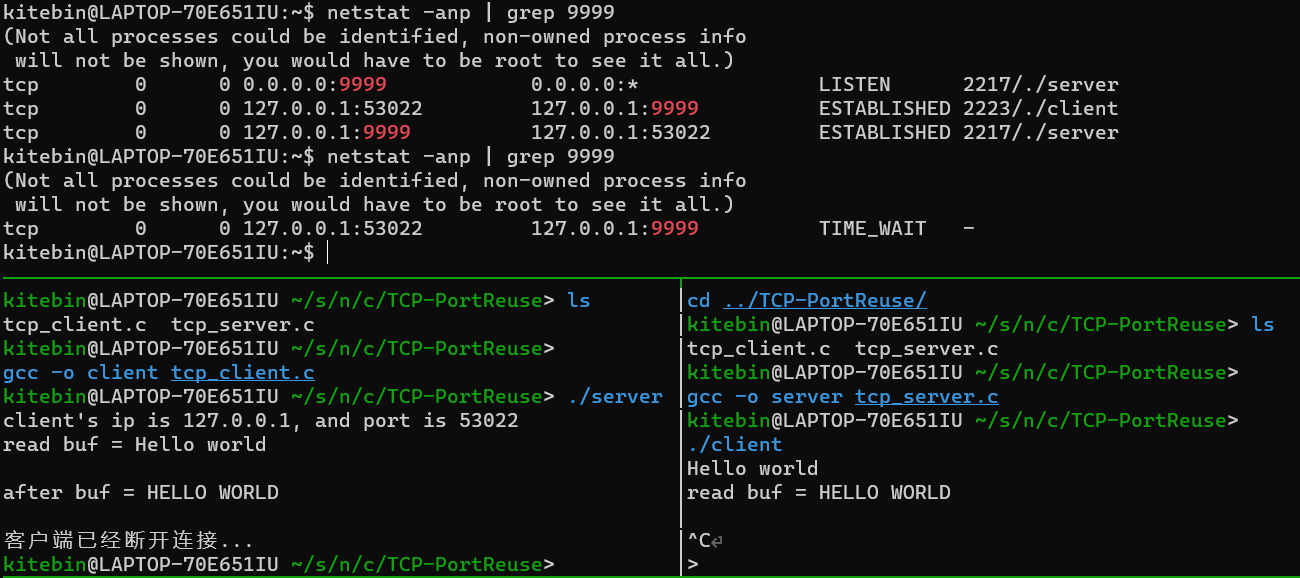 kitebin@LAPTOP-70E651IU:~$ netstat -anp | grep 9999
(Not all processes could be identified, non-owned process info
 will not be shown, you would have to be root to see it all.)
tcp        0      0 0.0.0.0:9999            0.0.0.0:*               LISTEN      2217/./server
tcp        0      0 127.0.0.1:53022         127.0.0.1:9999          ESTABLISHED 2223/./client
tcp        0      0 127.0.0.1:9999          127.0.0.1:53022         ESTABLISHED 2217/./server
kitebin@LAPTOP-70E651IU:~$ netstat -anp | grep 9999
(Not all processes could be identified, non-owned process info
 will not be shown, you would have to be root to see it all.)
tcp        0      0 127.0.0.1:53022         127.0.0.1:9999          TIME_WAIT   -
kitebin@LAPTOP-70E651IU:~$
kitebin@LAPTOP-70E651IU ~/s/n/c/TCP-PortReuse> ls
tcp_client.c  tcp_server.c
kitebin@LAPTOP-70E651IU ~/s/n/c/TCP-PortReuse>
gcc -o client tcp_client.c
kitebin@LAPTOP-70E651IU ~/s/n/c/TCP-PortReuse> ./server
client's ip is 127.0.0.1, and port is 53022
read buf = Hello world
after buf = HELLO WORLD
客户端已经断开连接...
kitebin@LAPTOP-70E651IU ~/s/n/c/TCP-PortReuse>
cd ../TCP-PortReuse/
kitebin@LAPTOP-70E651IU ~/s/n/c/TCP-PortReuse> ls
tcp_client.c  tcp_server.c
kitebin@LAPTOP-70E651IU ~/s/n/c/TCP-PortReuse>
gcc -o server tcp_server.c
kitebin@LAPTOP-70E651IU ~/s/n/c/TCP-PortReuse>
./client
Hello world
read buf = HELLO WORLD
^C⏎
>